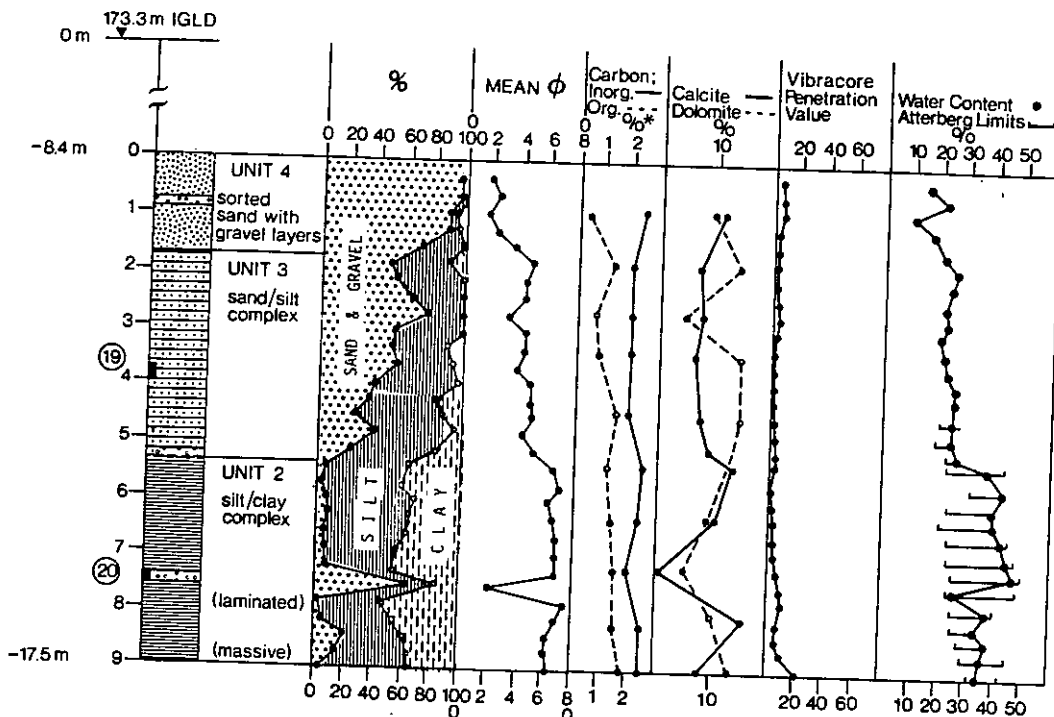 173.3 m IGLD
0 m
%
MEAN ϕ
Carbon;
Inorg.
Org.
%*
Calcite
Dolomite
%
Vibracore
Penetration
Value
Water Content
Atterberg Limits
%
0 20 40 60 80 100
0
0 2 4 6 8
0 1 2
10
20
10 20 30 40 50
-8.4 m
0
1
2
3
4
5
6
7
8
9
-17.5 m
UNIT 4
sorted
sand with
gravel layers
UNIT 3
sand/silt
complex
19
UNIT 2
silt/clay
complex
20
(laminated)
(massive)
SAND & GRAVEL
SILT
CLAY
0 20 40 60 80 100
0
2 4 6 8
0
1 2
10
20 40 60 80
10 20 30 40 50